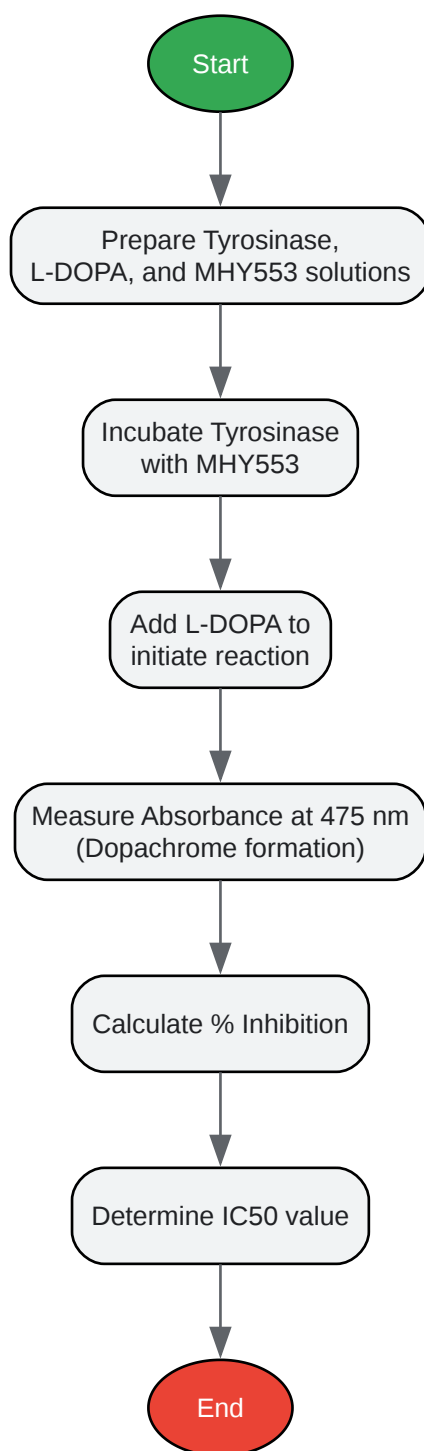 Start
Prepare Tyrosinase,
L-DOPA, and MHY553 solutions
Incubate Tyrosinase
with MHY553
Add L-DOPA to
initiate reaction
Measure Absorbance at 475 nm
(Dopachrome formation)
Calculate % Inhibition
Determine IC50 value
End